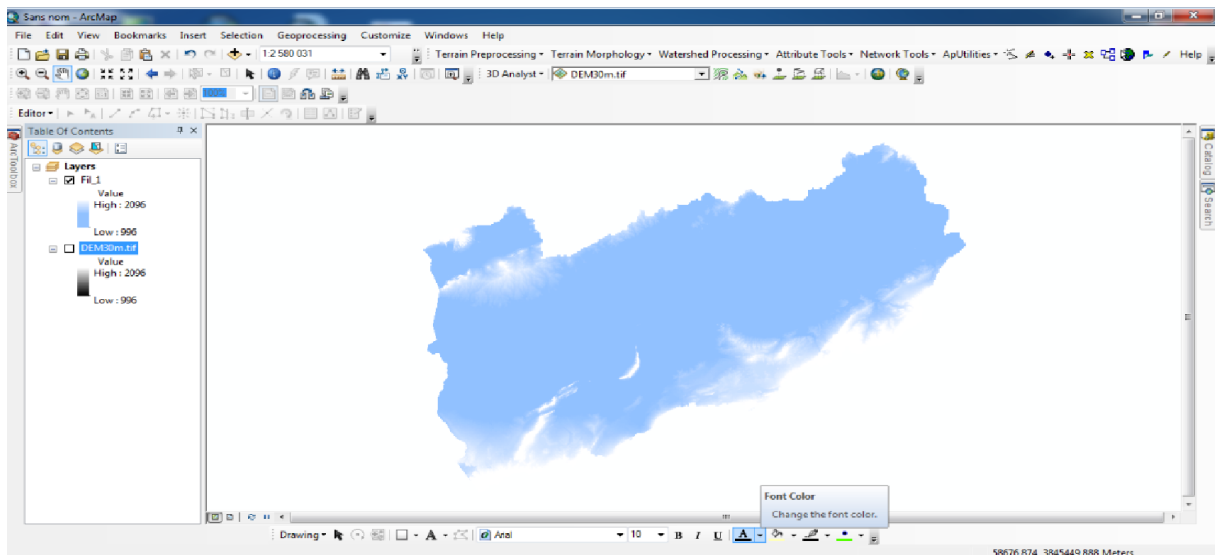 Sans nom - ArcMap
File Edit View Bookmarks Insert Selection Geoprocessing Customize Windows Help
1:2 580 031 Terrain Preprocessing Terrain Morphology Watershed Processing Attribute Tools Network Tools ApUtilities Help
3D Analyst DEM30m.tif
Editor
Table Of Contents
ArcToolbox
Catalog
Search
Layers
Fil_1
Value
High : 2096
Low : 996
DEM30m.tif
Value
High : 2096
Low : 996
Font Color
Change the font color.
Drawing A Arial 10 B I U A
58676,874 3845449,888 Meters